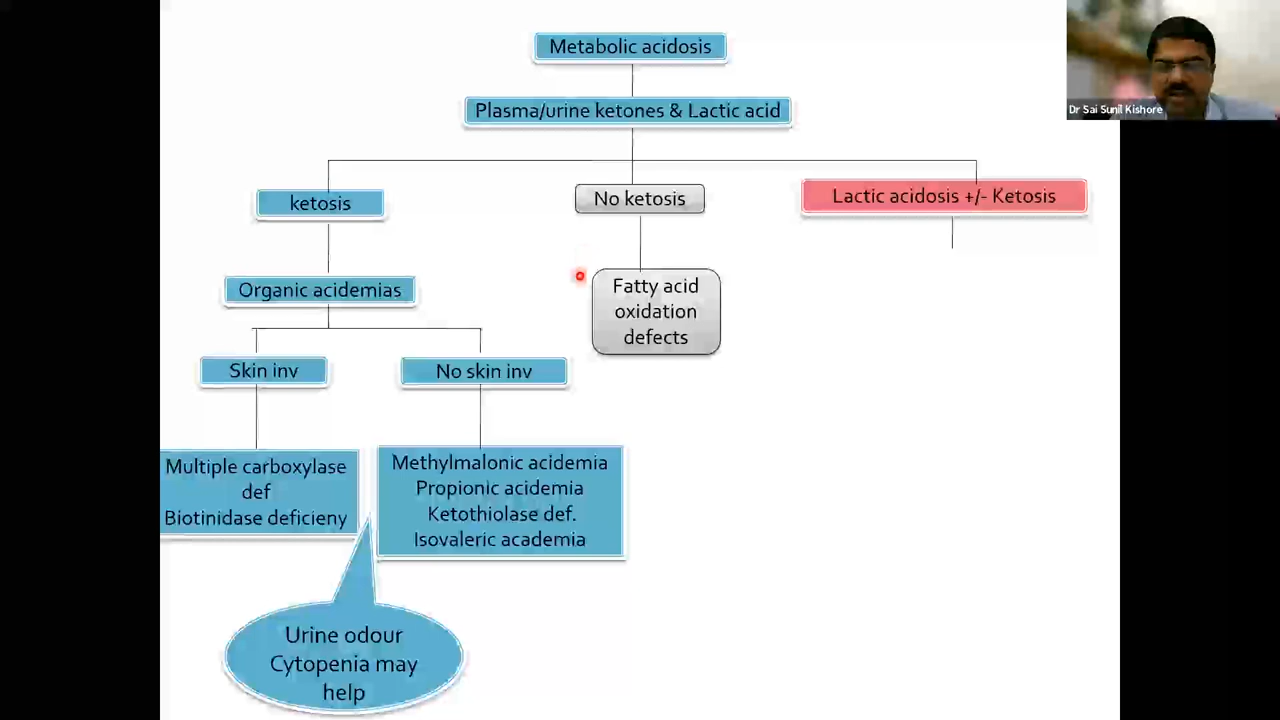 Metabolic acidosis
Plasma/urine ketones & Lactic acid
Dr Sai Sunil Kishore
ketosis
No ketosis
Lactic acidosis +/- Ketosis
Organic acidemias
Fatty acid
oxidation
defects
Skin inv
No skin inv
Multiple carboxylase
def
Biotinidase deficieny
Methylmalonic acidemia
Propionic acidemia
Ketothiolase def.
Isovaleric academia
Urine odour
Cytopenia may
help